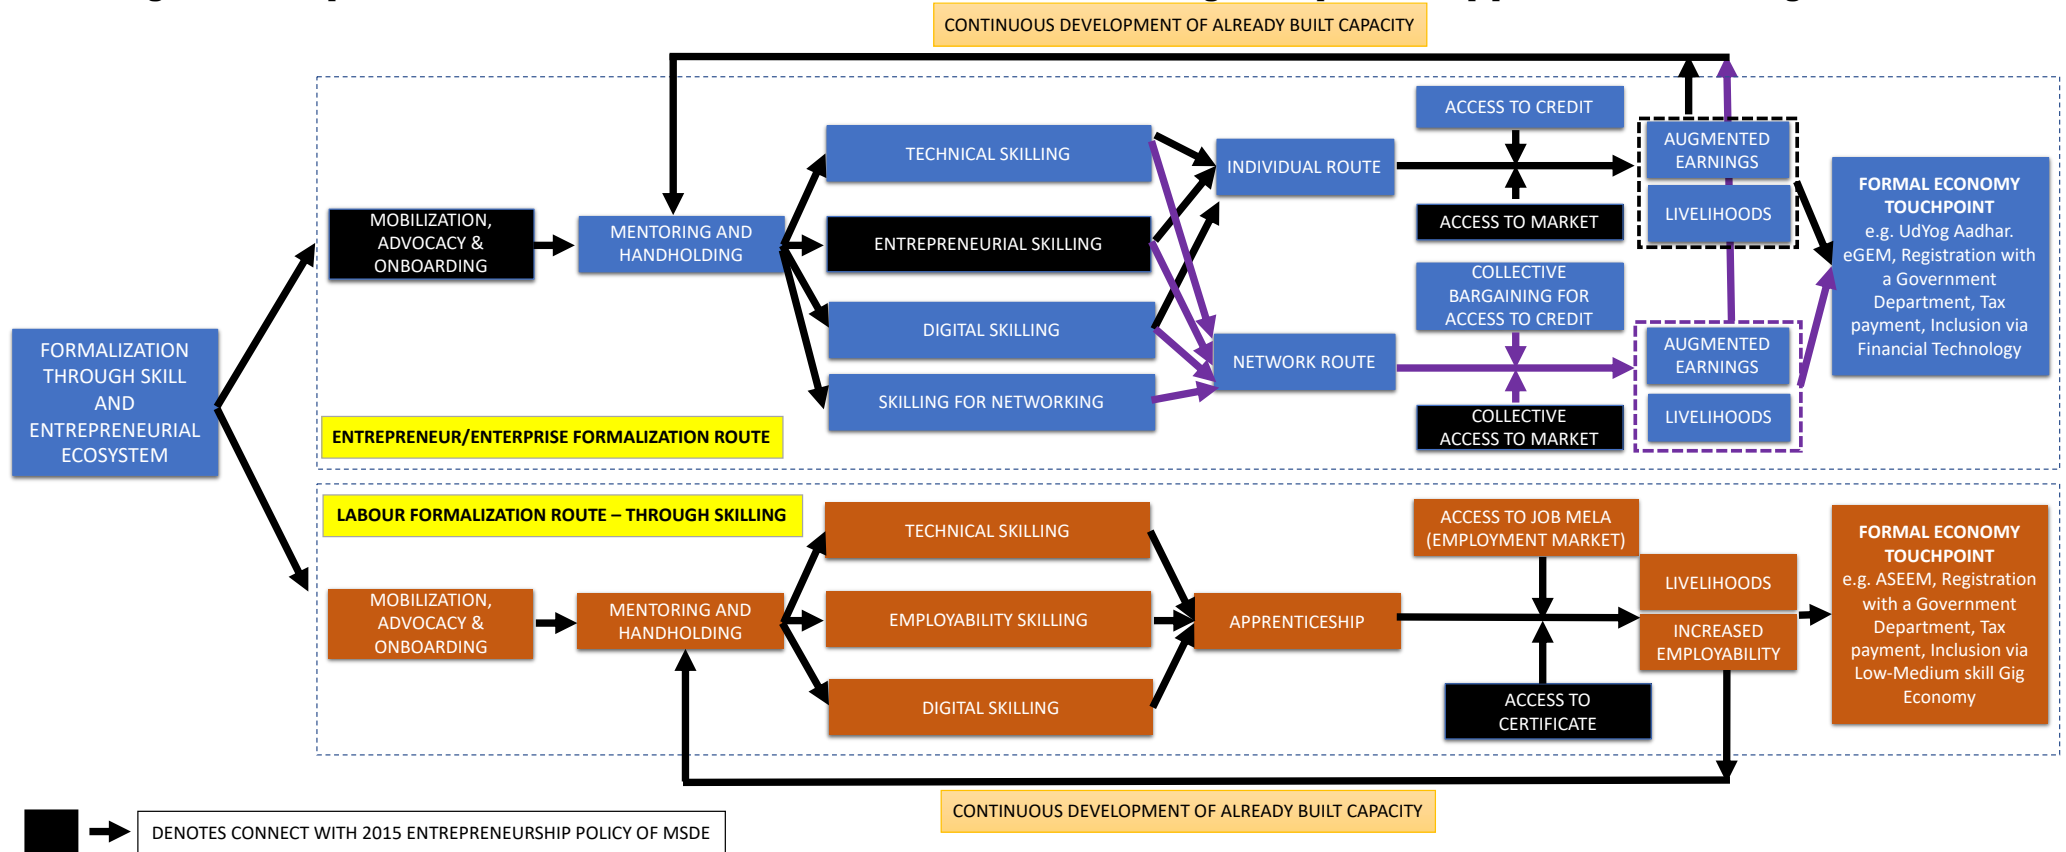 CONTINUOUS DEVELOPMENT OF ALREADY BUILT CAPACITY
FORMALIZATION
THROUGH SKILL
AND
ENTREPRENEURIAL
ECOSYSTEM
MOBILIZATION,
ADVOCACY &
ONBOARDING
MENTORING AND
HANDHOLDING
TECHNICAL SKILLING
ENTREPRENEURIAL SKILLING
DIGITAL SKILLING
SKILLING FOR NETWORKING
INDIVIDUAL ROUTE
NETWORK ROUTE
ACCESS TO CREDIT
ACCESS TO MARKET
COLLECTIVE
BARGAINING FOR
ACCESS TO CREDIT
COLLECTIVE
ACCESS TO MARKET
AUGMENTED
EARNINGS
LIVELIHOODS
AUGMENTED
EARNINGS
LIVELIHOODS
FORMAL ECONOMY
TOUCHPOINT
e.g. UdYog Aadhar.
eGEM, Registration with
a Government
Department, Tax
payment, Inclusion via
Financial Technology
ENTREPRENEUR/ENTERPRISE FORMALIZATION ROUTE
LABOUR FORMALIZATION ROUTE – THROUGH SKILLING
MOBILIZATION,
ADVOCACY &
ONBOARDING
MENTORING AND
HANDHOLDING
TECHNICAL SKILLING
EMPLOYABILITY SKILLING
DIGITAL SKILLING
APPRENTICESHIP
ACCESS TO JOB MELA
(EMPLOYMENT MARKET)
ACCESS TO
CERTIFICATE
LIVELIHOODS
INCREASED
EMPLOYABILITY
FORMAL ECONOMY
TOUCHPOINT
e.g. ASEEM, Registration
with a Government
Department, Tax
payment, Inclusion via
Low-Medium skill Gig
Economy
CONTINUOUS DEVELOPMENT OF ALREADY BUILT CAPACITY
DENOTES CONNECT WITH 2015 ENTREPRENEURSHIP POLICY OF MSDE